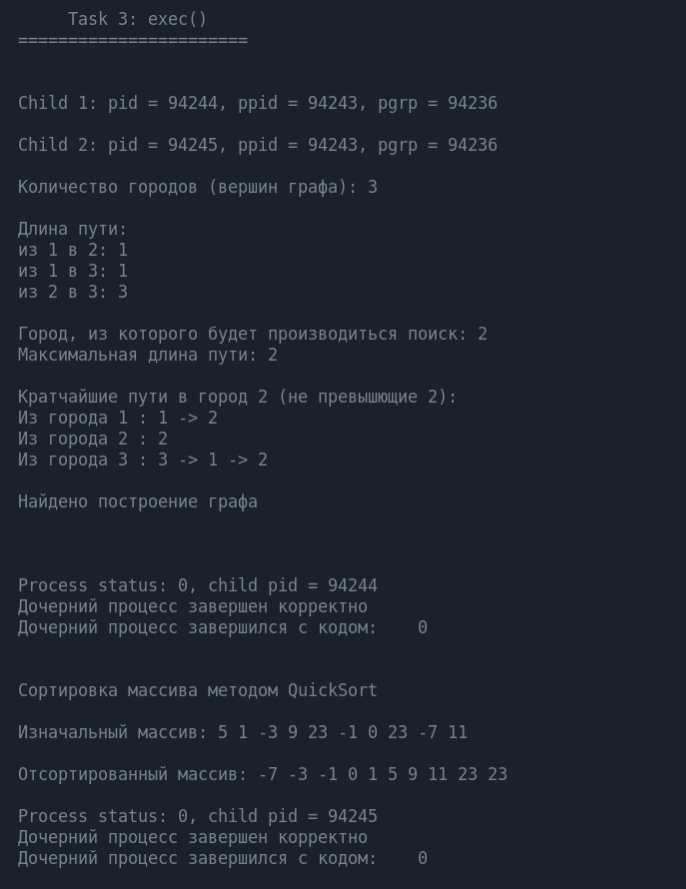 Task 3: exec()
=======================
Child 1: pid = 94244, ppid = 94243, pgrp = 94236
Child 2: pid = 94245, ppid = 94243, pgrp = 94236
Количество городов (вершин графа): 3
Длина пути:
из 1 в 2: 1
из 1 в 3: 1
из 2 в 3: 3
Город, из которого будет производиться поиск: 2
Максимальная длина пути: 2
Кратчайшие пути в город 2 (не превышющие 2):
Из города 1 : 1 -> 2
Из города 2 : 2
Из города 3 : 3 -> 1 -> 2
Найдено построение графа
Process status: 0, child pid = 94244
Дочерний процесс завершен корректно
Дочерний процесс завершился с кодом:    0
Сортировка массива методом QuickSort
Изначальный массив: 5 1 -3 9 23 -1 0 23 -7 11
Отсортированный массив: -7 -3 -1 0 1 5 9 11 23 23
Process status: 0, child pid = 94245
Дочерний процесс завершен корректно
Дочерний процесс завершился с кодом:    0